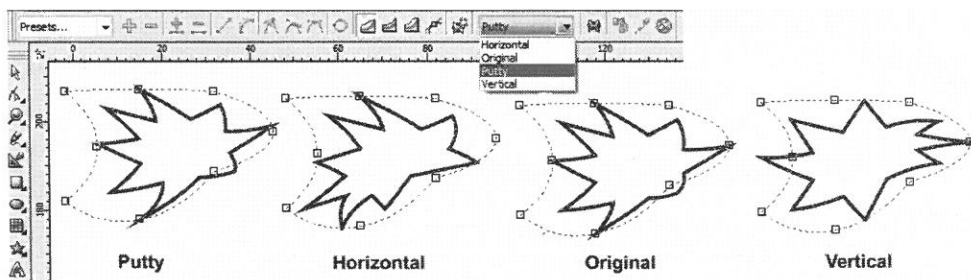 Presets...
Putty
Horizontal
Original
Putty
Vertical
0 20 40 60 80 120
200
180
Putty Horizontal Original Vertical